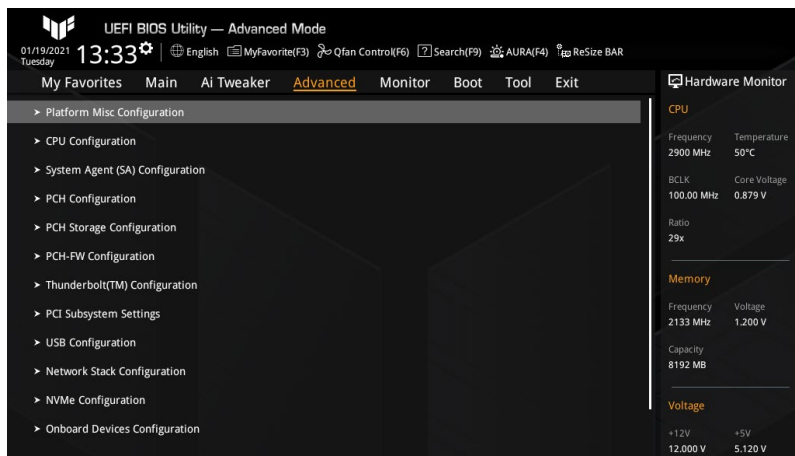 UEFI BIOS Utility — Advanced Mode
01/19/2021 Tuesday 13:33 English MyFavorite(F3) Qfan Control(F6) ? Search(F9) AURA(F4) ReSize BAR
My Favorites Main Ai Tweaker Advanced Monitor Boot Tool Exit
> Platform Misc Configuration
> CPU Configuration
> System Agent (SA) Configuration
> PCH Configuration
> PCH Storage Configuration
> PCH-FW Configuration
> Thunderbolt(TM) Configuration
> PCI Subsystem Settings
> USB Configuration
> Network Stack Configuration
> NVMe Configuration
> Onboard Devices Configuration
Hardware Monitor
CPU
Frequency Temperature
2900 MHz 50°C
BCLK Core Voltage
100.00 MHz 0.879 V
Ratio
29x
Memory
Frequency Voltage
2133 MHz 1.200 V
Capacity
8192 MB
Voltage
+12V +5V
12.000 V 5.120 V